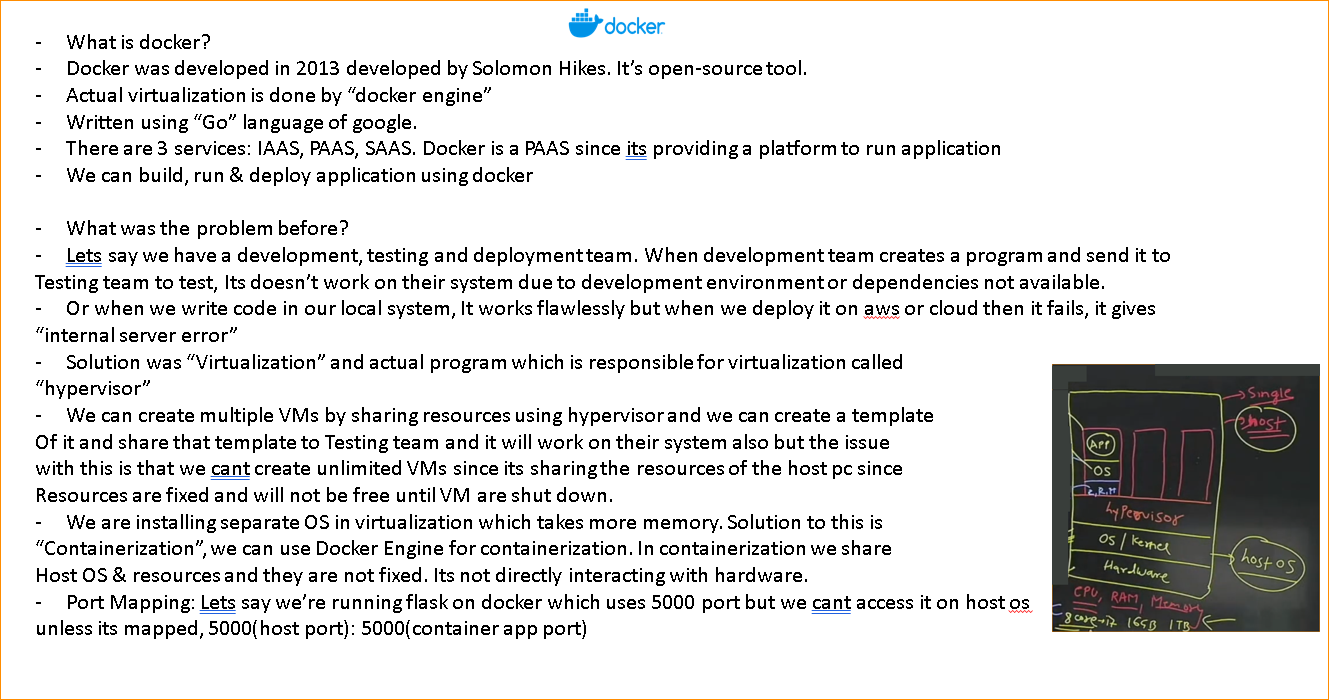 docker
- What is docker?
- Docker was developed in 2013 developed by Solomon Hikes. It's open-source tool.
- Actual virtualization is done by “docker engine”
- Written using “Go” language of google.
- There are 3 services: IAAS, PAAS, SAAS. Docker is a PAAS since its providing a platform to run application
- We can build, run & deploy application using docker
- What was the problem before?
- Lets say we have a development, testing and deployment team. When development team creates a program and send it to
Testing team to test, Its doesn't work on their system due to development environment or dependencies not available.
- Or when we write code in our local system, It works flawlessly but when we deploy it on aws or cloud then it fails, it gives
“internal server error”
- Solution was “Virtualization” and actual program which is responsible for virtualization called
“hypervisor”
- We can create multiple VMs by sharing resources using hypervisor and we can create a template
Of it and share that template to Testing team and it will work on their system also but the issue
with this is that we cant create unlimited VMs since its sharing the resources of the host pc since
Resources are fixed and will not be free until VM are shut down.
- We are installing separate OS in virtualization which takes more memory. Solution to this is
“Containerization”, we can use Docker Engine for containerization. In containerization we share
Host OS & resources and they are not fixed. Its not directly interacting with hardware.
- Port Mapping: Lets say we're running flask on docker which uses 5000 port but we cant access it on host os
unless its mapped, 5000(host port): 5000(container app port)
Single
host
APP
OS
hypervisor
OS / Kernel
Hardware
host OS
CPU, RAM, Memory
8 core i7 16GB 1TB